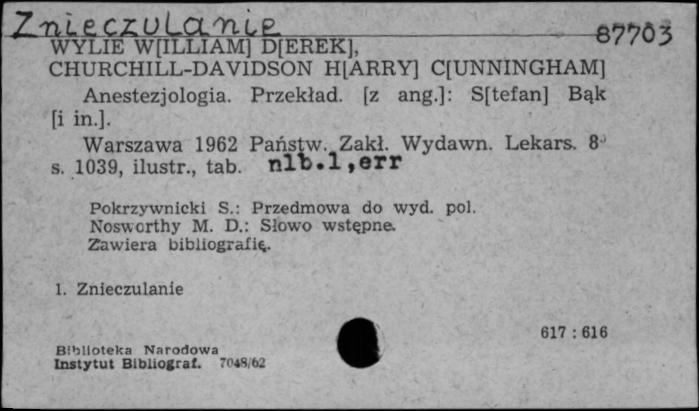 Znieczulanie 87703
WYLIE W[ILLIAM] D[EREK],
CHURCHILL-DAVIDSON H[ARRY] C[UNNINGHAM]
Anestezjologia. Przekład. [z ang.]: S[tefan] Bąk
[i in.].
Warszawa 1962 Państw. Zakł. Wydawn. Lekars. 8°
s. 1039, ilustr., tab. nlb.1,err
Pokrzywnicki S.: Przedmowa do wyd. pol.
Nosworthy M. D.: Słowo wstępne.
Zawiera bibliografię.
1. Znieczulanie
617 : 616
Biblioteka Narodowa
Instytut Bibliograf. 7048/62